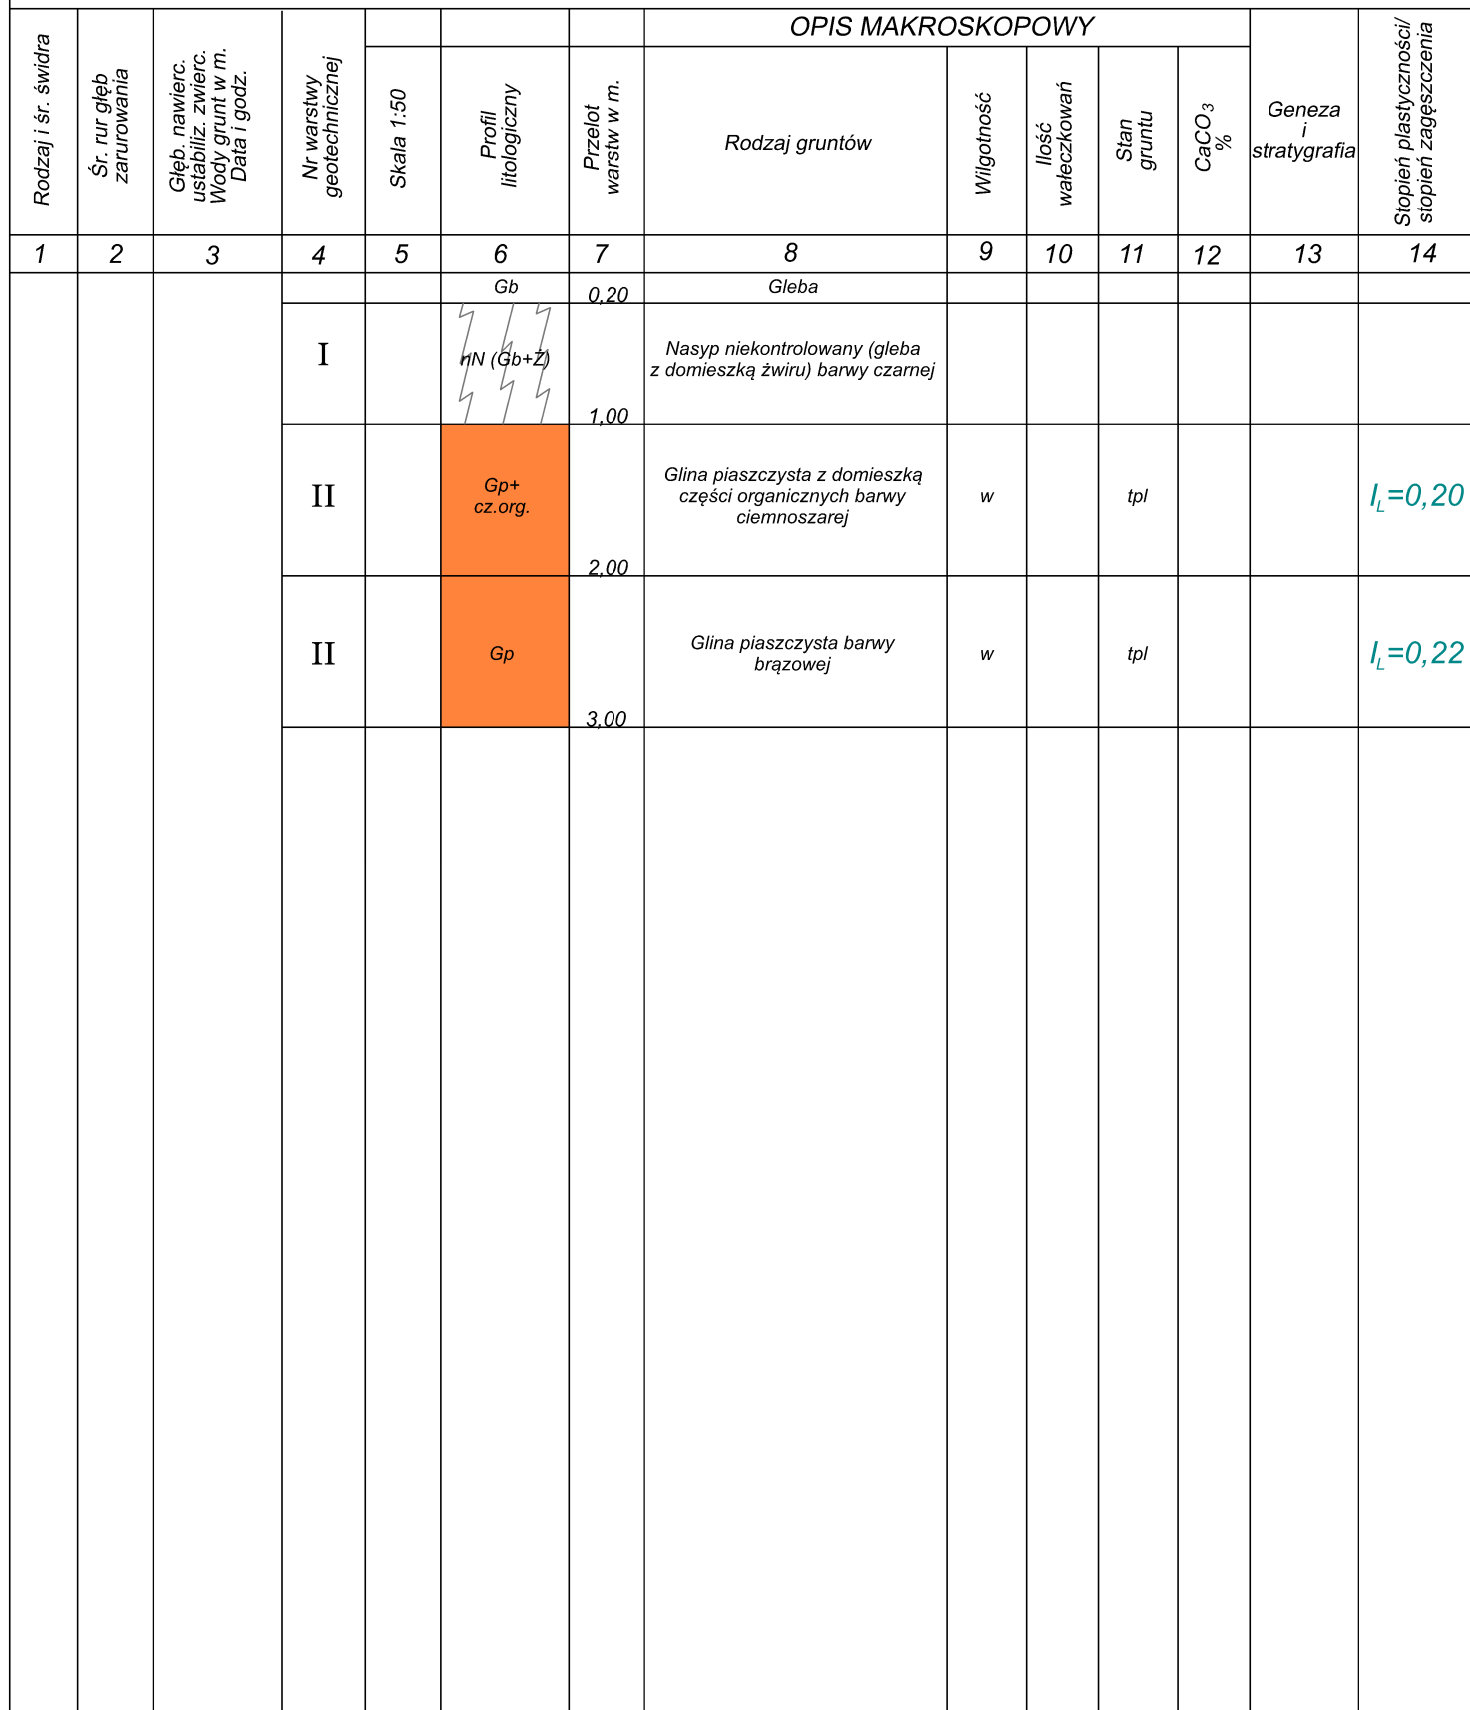 OPIS MAKROSKOPOWY
Rodzaj i śr. świdra
Śr. rur głęb
zarurowania
Głęb. nawierc.
ustabiliz. zwierc.
Wody grunt w m.
Data i godz.
Nr warstwy
geotechnicznej
Skala 1:50
Profil
litologiczny
Przelot
warstw w m.
Rodzaj gruntów
Wilgotność
Ilość
wałeczkowań
Stan
gruntu
CaCO3
%
Geneza
i
stratygrafia
Stopień plastyczności/
stopień zagęszczenia
1 2 3 4 5 6 7 8 9 10 11 12 13 14
Gb 0,20 Gleba
I
nN (Gb+Ż)
1,00
Nasyp niekontrolowany (gleba
z domieszką żwiru) barwy czarnej
II
Gp+
cz.org.
2,00
Glina piaszczysta z domieszką
części organicznych barwy
ciemnoszarej
w
tpl
IL=0,20
II
Gp
3,00
Glina piaszczysta barwy
brązowej
w
tpl
IL=0,22